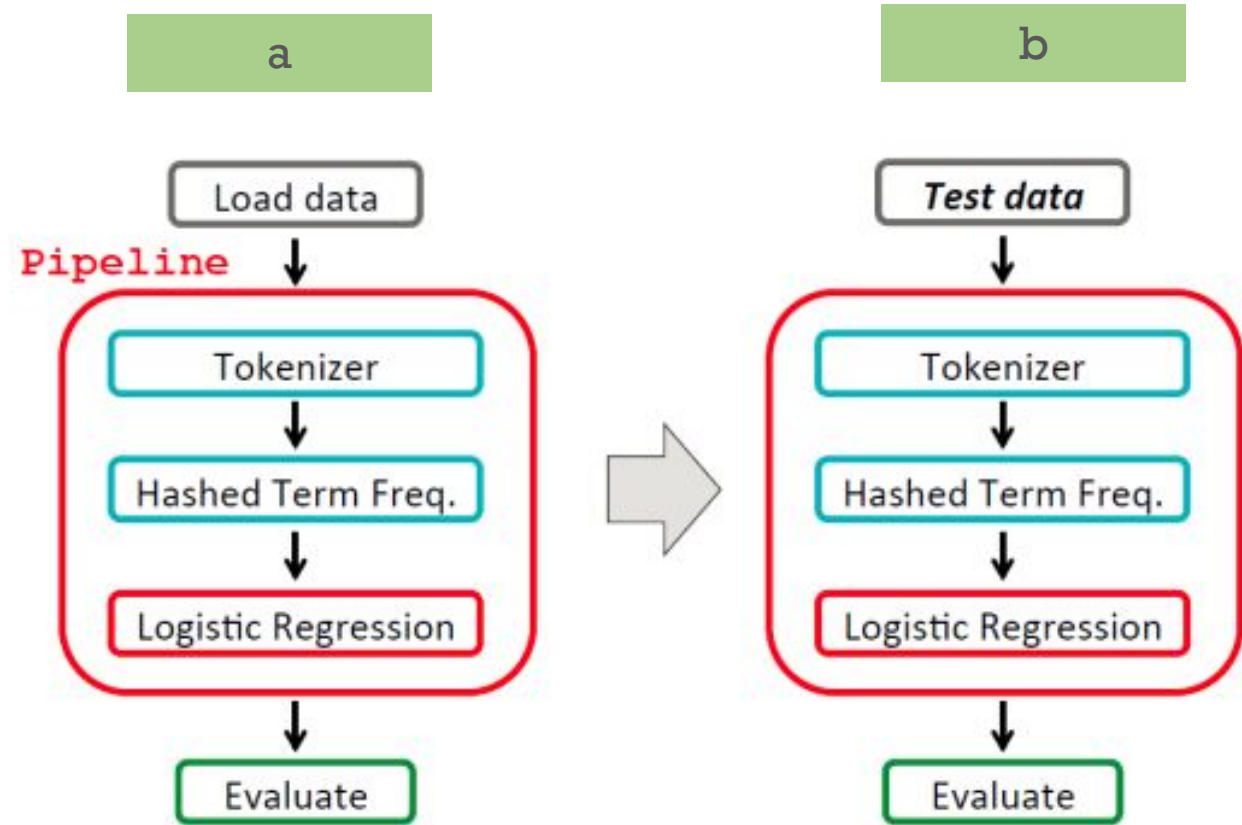 a
Load data
Pipeline
Tokenizer
Hashed Term Freq.
Logistic Regression
Evaluate
b
Test data
Tokenizer
Hashed Term Freq.
Logistic Regression
Evaluate